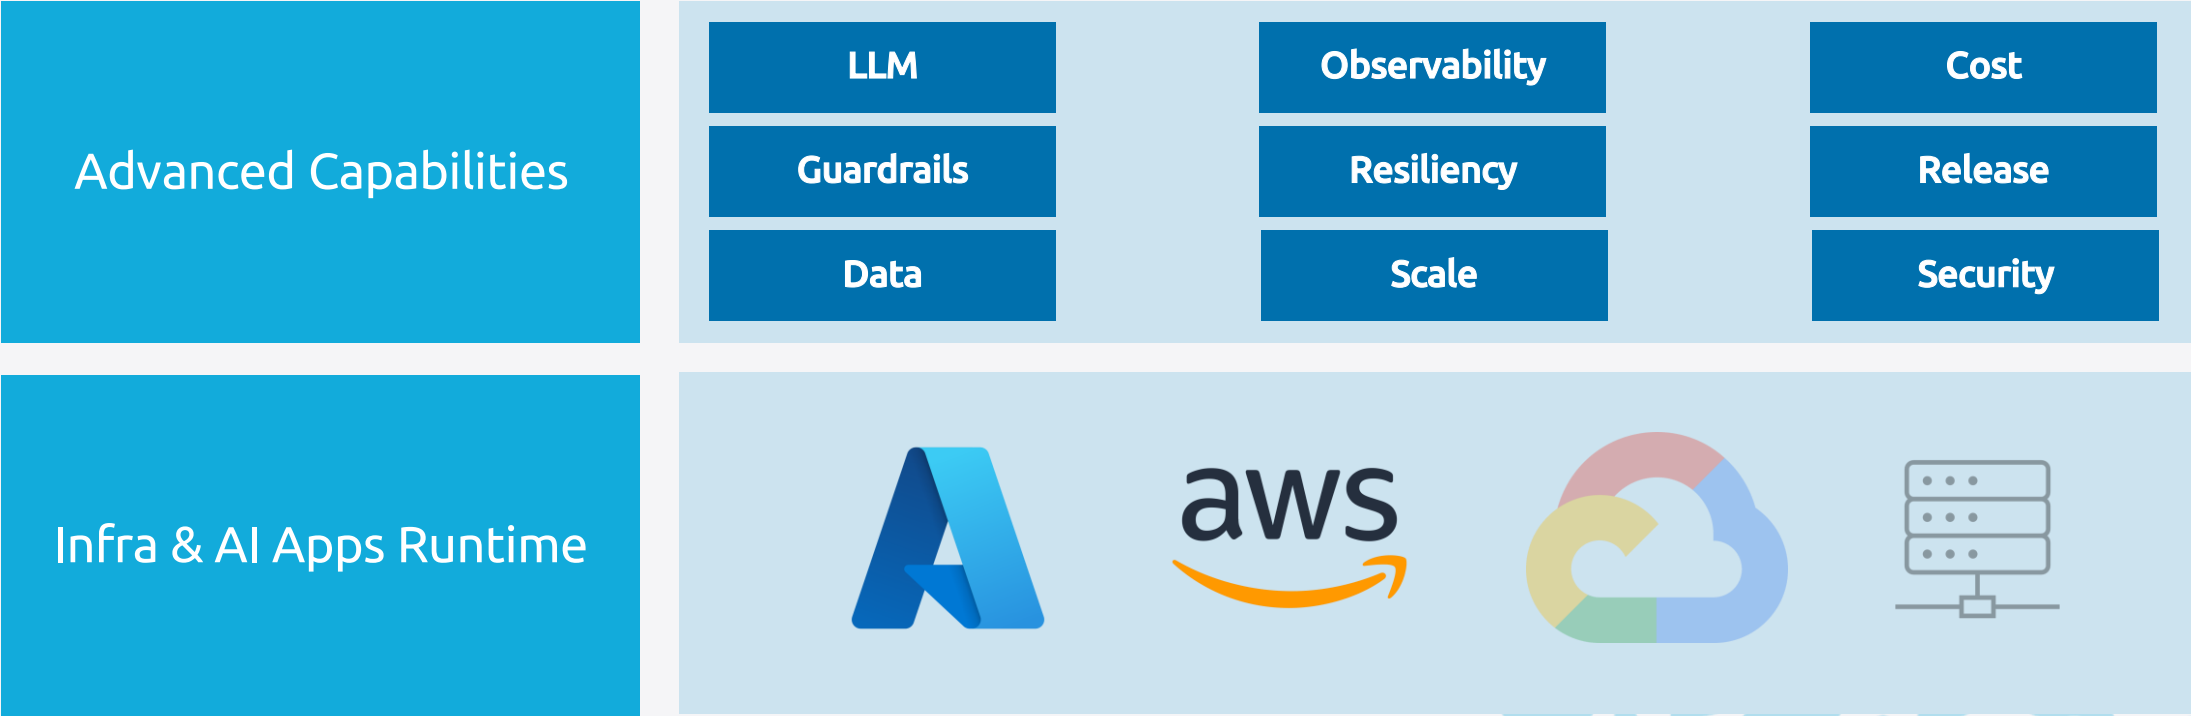 Advanced Capabilities
LLM
Observability
Cost
Guardrails
Resiliency
Release
Data
Scale
Security
Infra & AI Apps Runtime
aws